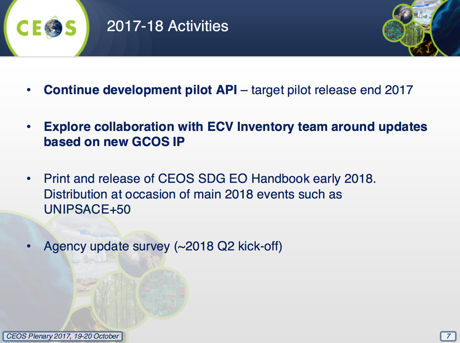 CEOS
2017-18 Activities
• Continue development pilot API – target pilot release end 2017
• Explore collaboration with ECV Inventory team around updates
based on new GCOS IP
• Print and release of CEOS SDG EO Handbook early 2018.
Distribution at occasion of main 2018 events such as
UNIPSACE+50
• Agency update survey (~2018 Q2 kick-off)
CEOS Plenary 2017, 19-20 October
7